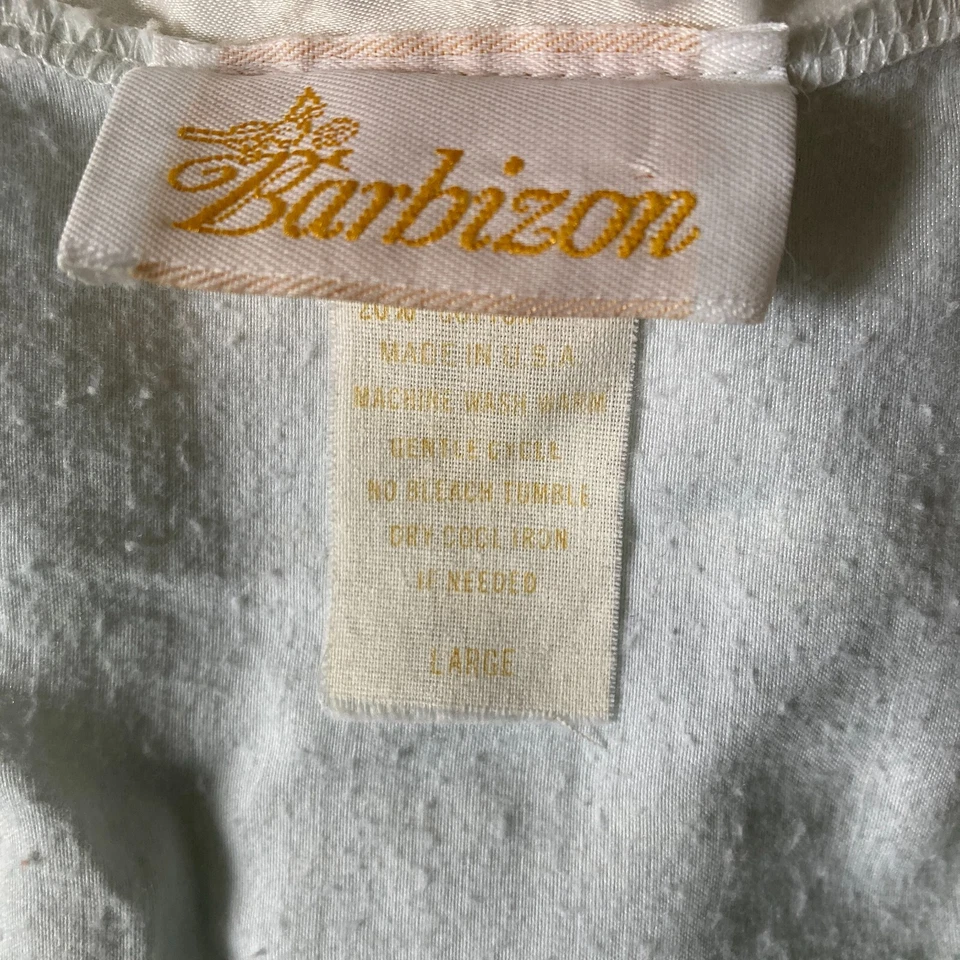 Barbizon
MADE IN U.S.A
MACHINE WASH WARM
GENTLE CYCLE
NO BLEACH TUMBLE
DRY COOL IRON
IF NEEDED
LARGE